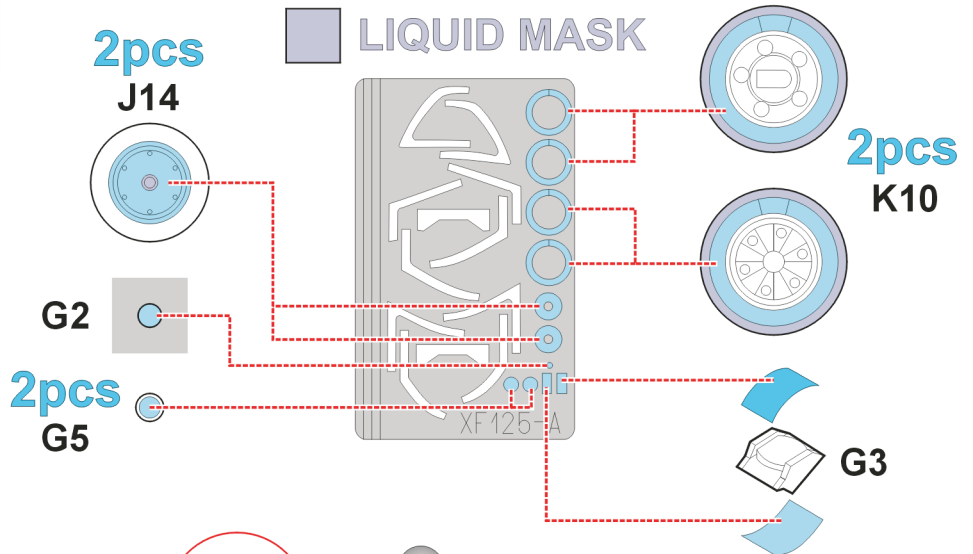 LIQUID MASK
2pcs
J14
2pcs
K10
G2
2pcs
G5
XF125-A
G3